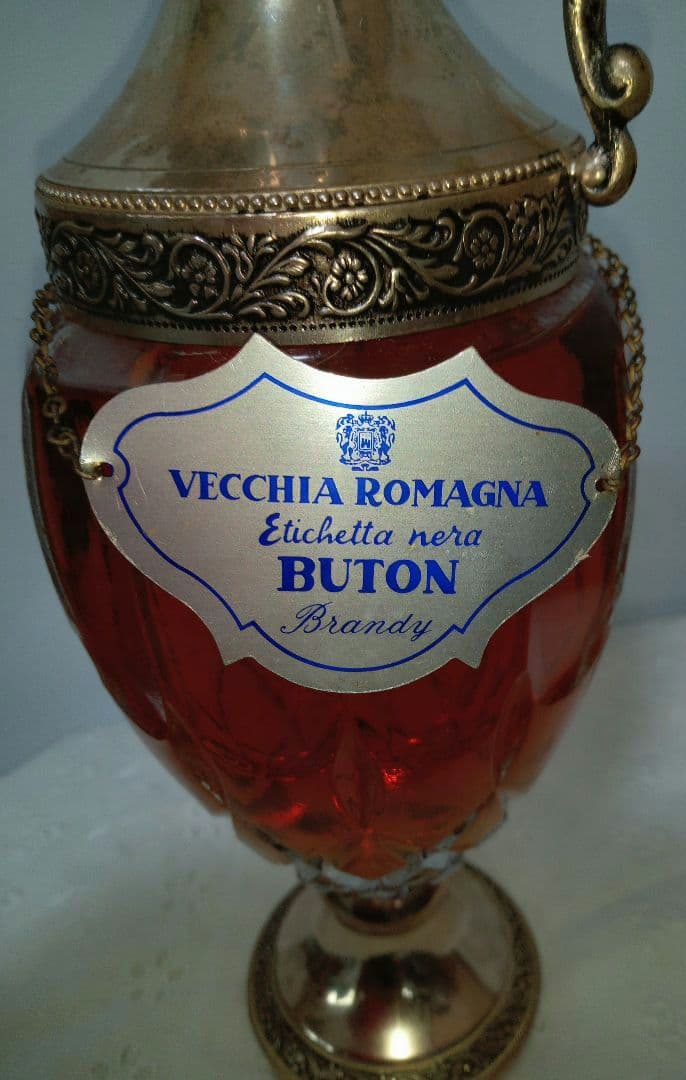 VECCHIA ROMAGNA
Etichetta nera
BUTON
Brandy